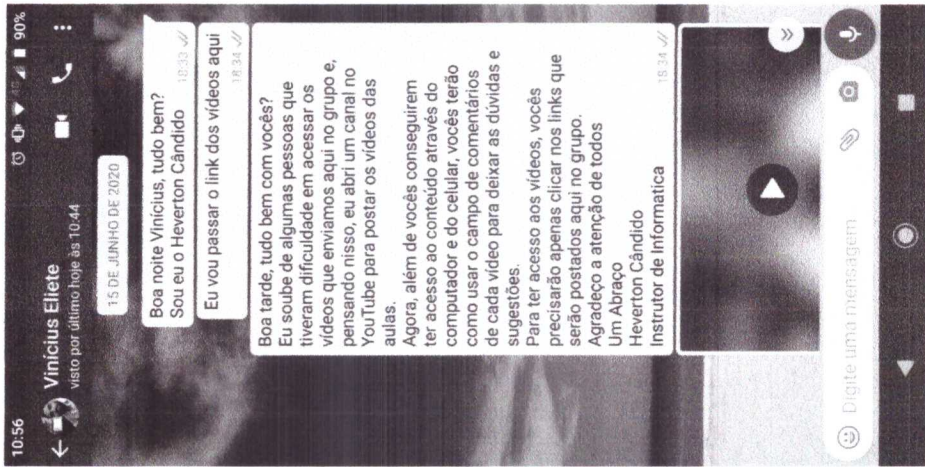 10:56
4G 90%
Vinícius Eliete
visto por último hoje às 10:44
15 DE JUNHO DE 2020
Boa noite Vinícius, tudo bem?
Sou eu o Heverton Cândido
18:33
Eu vou passar o link dos vídeos aqui
18:34
Boa tarde, tudo bem com vocês?
Eu soube de algumas pessoas que
tiveram dificuldade em acessar os
vídeos que enviamos aqui no grupo e,
pensando nisso, eu abri um canal no
YouTube para postar os vídeos das
aulas.
Agora, além de vocês conseguirem
ter acesso ao conteúdo através do
computador e do celular, vocês terão
como usar o campo de comentários
de cada vídeo para deixar as dúvidas e
sugestões.
Para ter acesso aos vídeos, vocês
precisarão apenas clicar nos links que
serão postados aqui no grupo.
Agradeço a atenção de todos
Um Abraço
Heverton Cândido
Instrutor de Informática
18:34
Digite uma mensagem